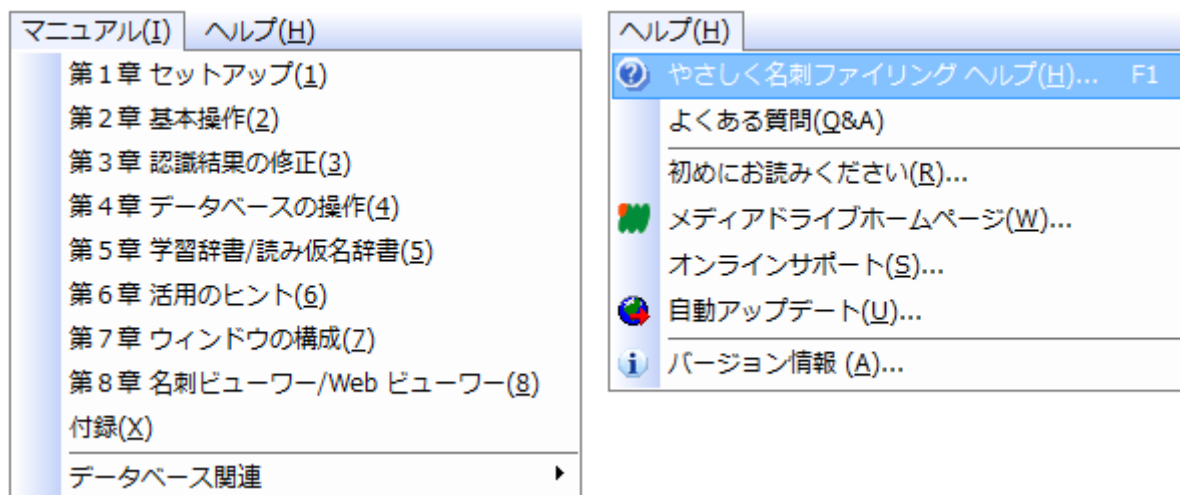 マニュアル(I) ヘルプ(H)
第1章 セットアップ(1)
第2章 基本操作(2)
第3章 認識結果の修正(3)
第4章 データベースの操作(4)
第5章 学習辞書/読み仮名辞書(5)
第6章 活用のヒント(6)
第7章 ウィンドウの構成(7)
第8章 名刺ビューワー/Web ビューワー(8)
付録(X)
データベース関連
ヘルプ(H)
やさしく名刺ファイリング ヘルプ(H)... F1
よくある質問(Q&A)
初めにお読みください(R)...
メディアドライブホームページ(W)...
オンラインサポート(S)...
自動アップデート(U)...
バージョン情報 (A)...